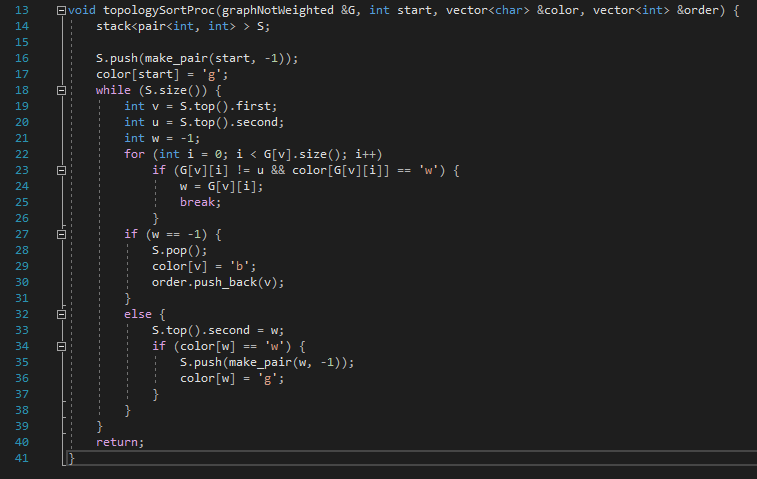 13 void topologySortProc(graphNotWeighted &G, int start, vector<char> &color, vector<int> &order) {
14     stack<pair<int, int> > S;
15
16     S.push(make_pair(start, -1));
17     color[start] = 'g';
18     while (S.size()) {
19         int v = S.top().first;
20         int u = S.top().second;
21         int w = -1;
22         for (int i = 0; i < G[v].size(); i++)
23             if (G[v][i] != u && color[G[v][i]] == 'w') {
24                 w = G[v][i];
25                 break;
26             }
27         if (w == -1) {
28             S.pop();
29             color[v] = 'b';
30             order.push_back(v);
31         }
32         else {
33             S.top().second = w;
34             if (color[w] == 'w') {
35                 S.push(make_pair(w, -1));
36                 color[w] = 'g';
37             }
38         }
39     }
40     return;
41 }